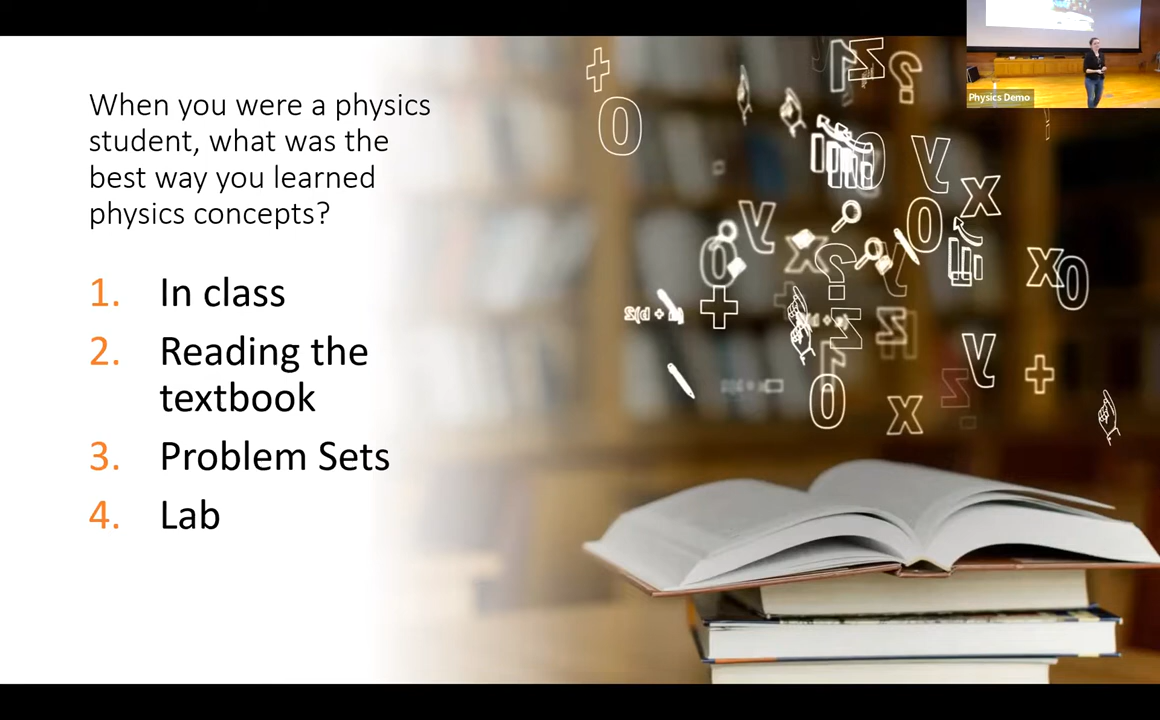 When you were a physics
student, what was the
best way you learned
physics concepts?
1. In class
2. Reading the
textbook
3. Problem Sets
4. Lab
Physics Demo